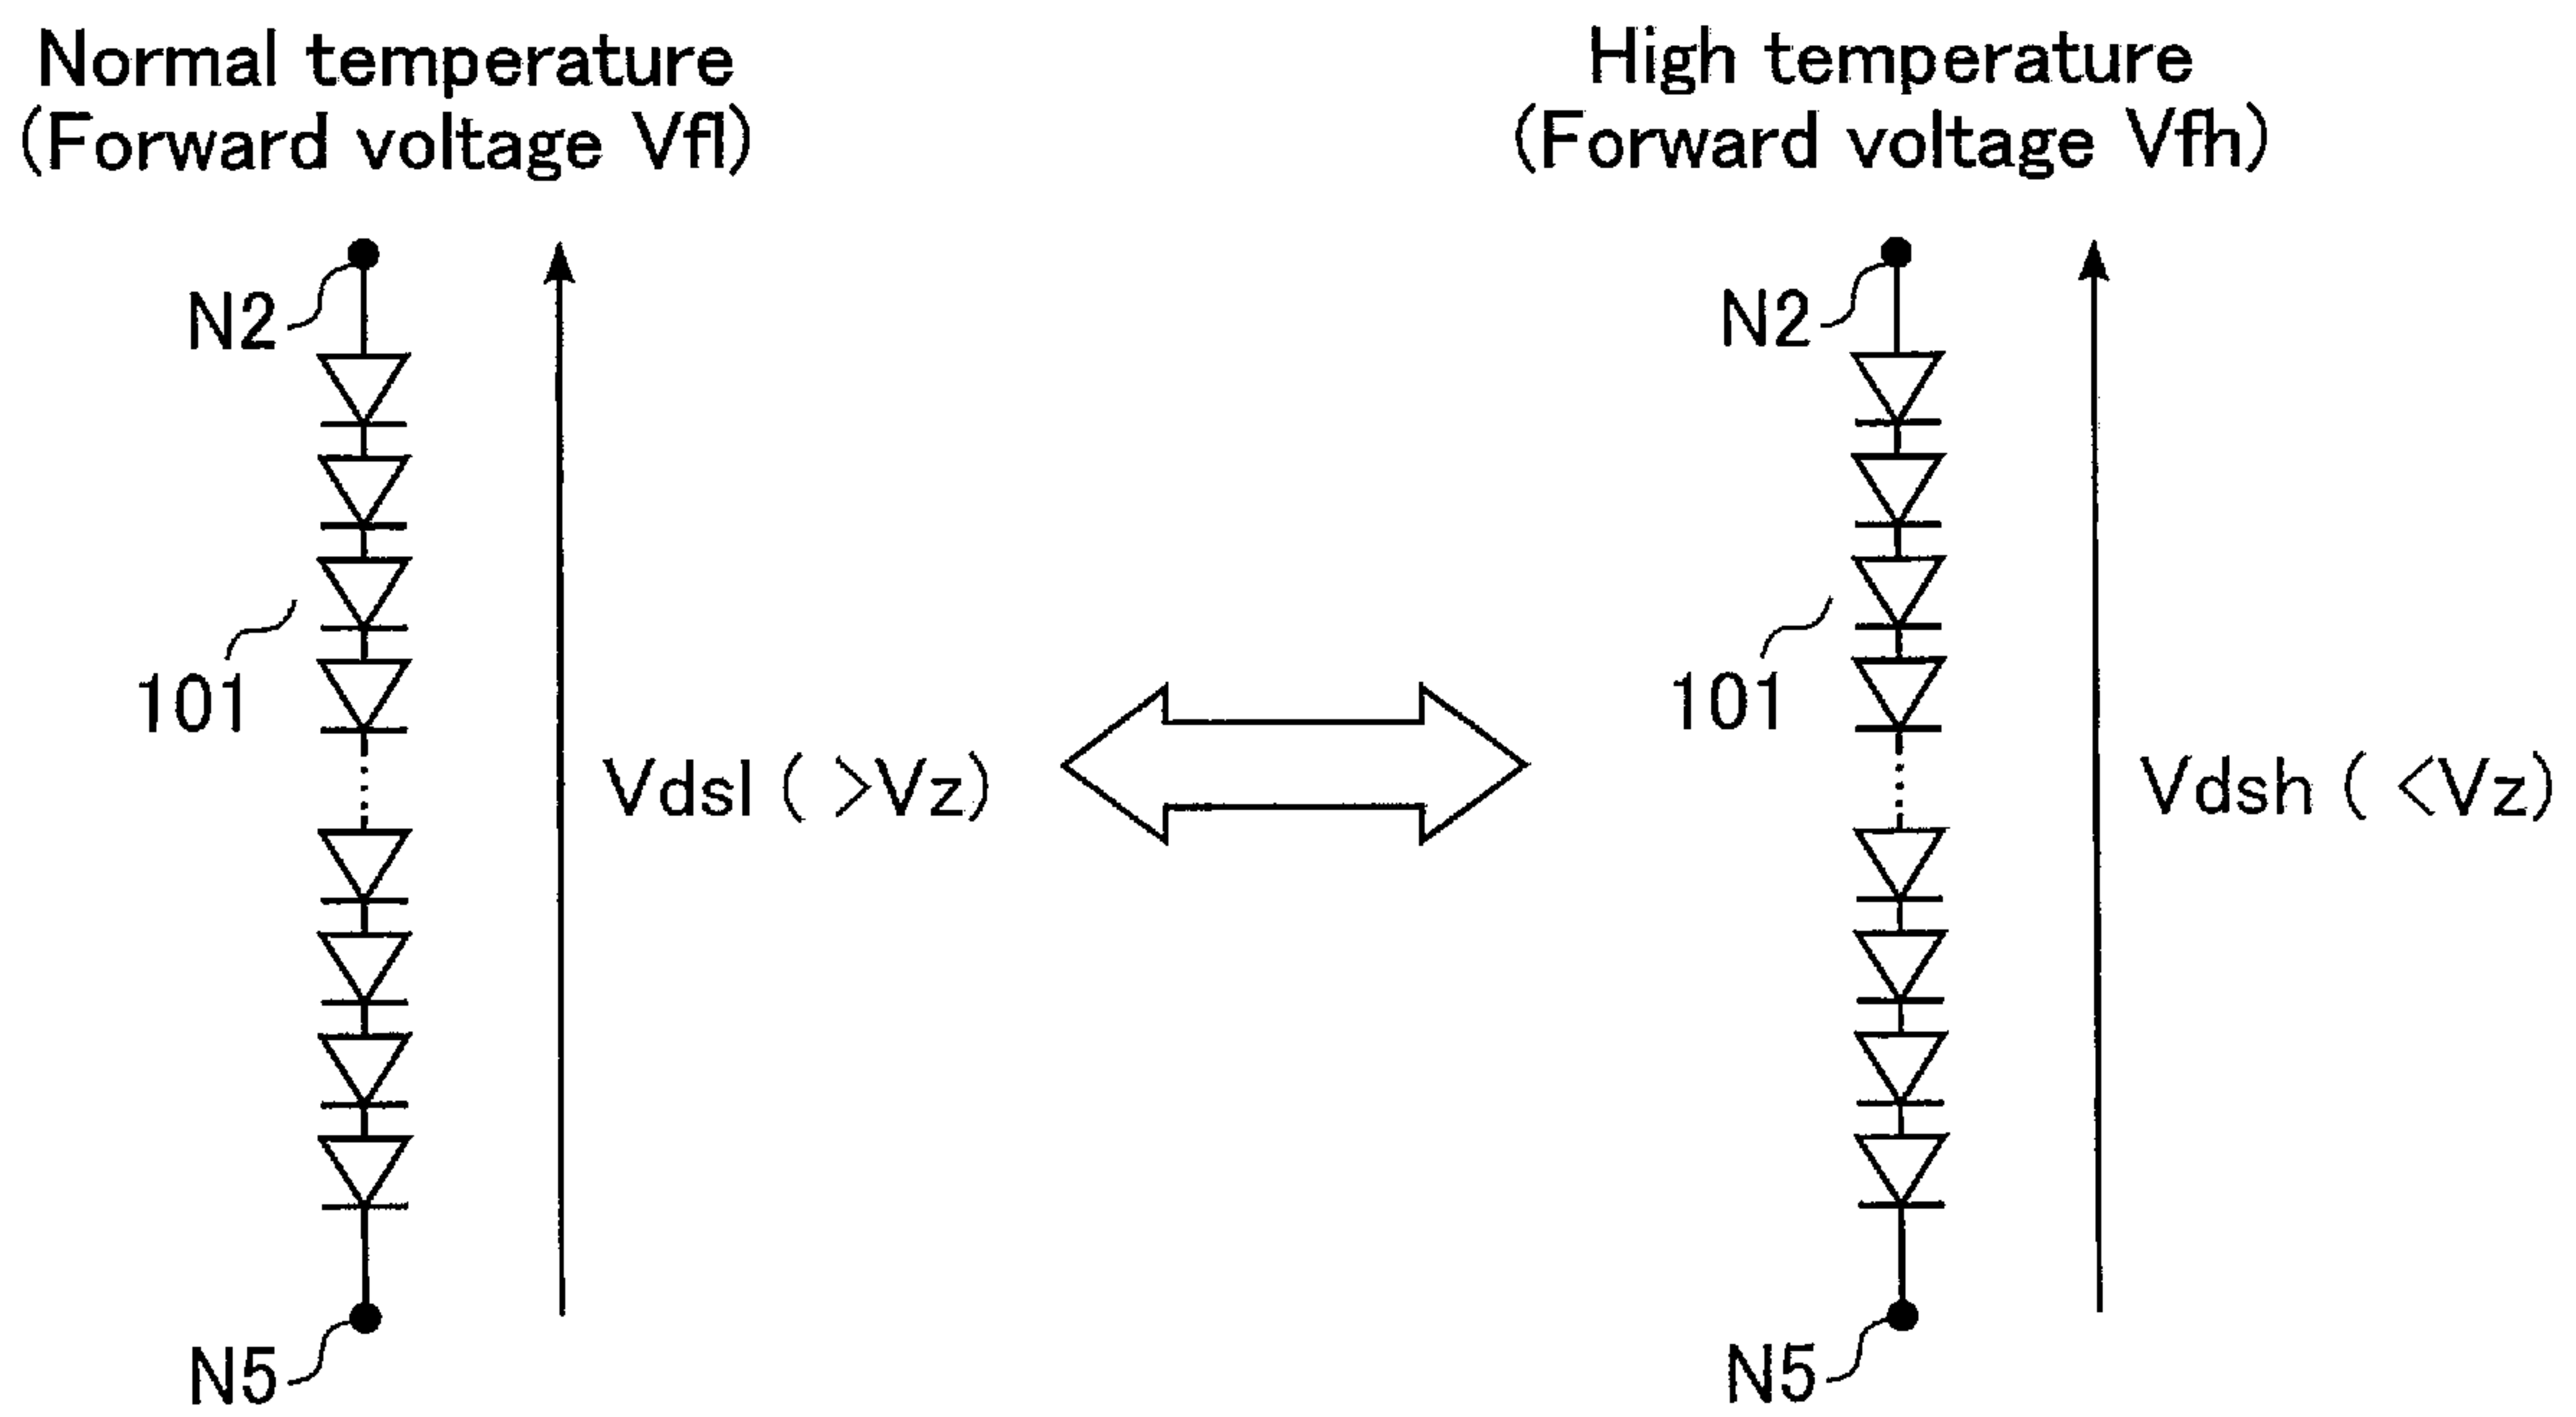 Normal temperature
(Forward voltage Vfl)
High temperature
(Forward voltage Vfh)
N2
N2
101
101
Vdsl ( >Vz)
Vdsh ( <Vz)
N5
N5